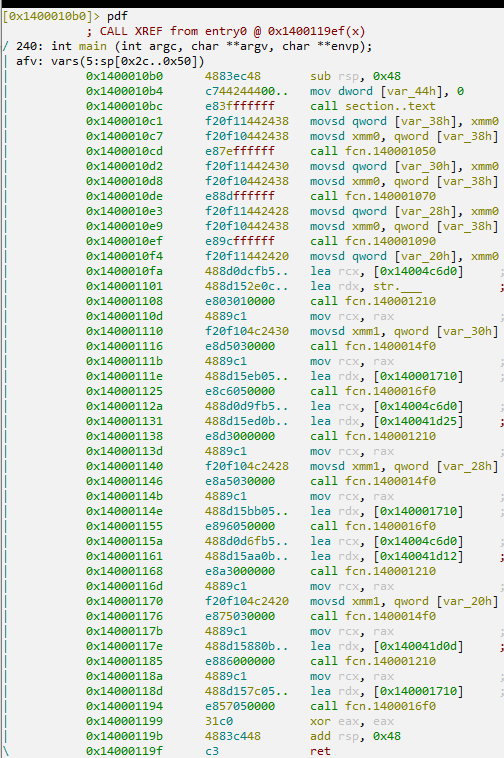 [0x1400010b0]> pdf
; CALL XREF from entry0 @ 0x1400119ef(x)
/ 240: int main (int argc, char **argv, char **envp);
| afv: vars(5:sp[0x2c..0x50])
| 0x1400010b0 4883ec48 sub rsp, 0x48
| 0x1400010b4 c744244400.. mov dword [var_44h], 0
| 0x1400010bc e83fffffff call section..text
| 0x1400010c1 f20f11442438 movsd qword [var_38h], xmm0
| 0x1400010c7 f20f10442438 movsd xmm0, qword [var_38h]
| 0x1400010cd e87effffff call fcn.140001050
| 0x1400010d2 f20f11442430 movsd qword [var_30h], xmm0
| 0x1400010d8 f20f10442438 movsd xmm0, qword [var_38h]
| 0x1400010de e88dffffff call fcn.140001070
| 0x1400010e3 f20f11442428 movsd qword [var_28h], xmm0
| 0x1400010e9 f20f10442438 movsd xmm0, qword [var_38h]
| 0x1400010ef e89cffffff call fcn.140001090
| 0x1400010f4 f20f11442420 movsd qword [var_20h], xmm0
| 0x1400010fa 488d0dcfb5.. lea rcx, [0x14004c6d0] ;
| 0x140001101 488d152e0c.. lea rdx, str.___ ;
| 0x140001108 e803010000 call fcn.140001210
| 0x14000110d 4889c1 mov rcx, rax ;
| 0x140001110 f20f104c2430 movsd xmm1, qword [var_30h]
| 0x140001116 e8d5030000 call fcn.1400014f0
| 0x14000111b 4889c1 mov rcx, rax ;
| 0x14000111e 488d15eb05.. lea rdx, [0x140001710] ;
| 0x140001125 e8c6050000 call fcn.1400016f0
| 0x14000112a 488d0d9fb5.. lea rcx, [0x14004c6d0] ;
| 0x140001131 488d15ed0b.. lea rdx, [0x140041d25] ;
| 0x140001138 e8d3000000 call fcn.140001210
| 0x14000113d 4889c1 mov rcx, rax ;
| 0x140001140 f20f104c2428 movsd xmm1, qword [var_28h]
| 0x140001146 e8a5030000 call fcn.1400014f0
| 0x14000114b 4889c1 mov rcx, rax ;
| 0x14000114e 488d15bb05.. lea rdx, [0x140001710] ;
| 0x140001155 e896050000 call fcn.1400016f0
| 0x14000115a 488d0d6fb5.. lea rcx, [0x14004c6d0] ;
| 0x140001161 488d15aa0b.. lea rdx, [0x140041d12] ;
| 0x140001168 e8a3000000 call fcn.140001210
| 0x14000116d 4889c1 mov rcx, rax ;
| 0x140001170 f20f104c2420 movsd xmm1, qword [var_20h]
| 0x140001176 e875030000 call fcn.1400014f0
| 0x14000117b 4889c1 mov rcx, rax ;
| 0x14000117e 488d15880b.. lea rdx, [0x140041d0d] ;
| 0x140001185 e886000000 call fcn.140001210
| 0x14000118a 4889c1 mov rcx, rax ;
| 0x14000118d 488d157c05.. lea rdx, [0x140001710] ;
| 0x140001194 e857050000 call fcn.1400016f0
| 0x140001199 31c0 xor eax, eax ;
| 0x14000119b 4883c448 add rsp, 0x48
\ 0x14000119f c3 ret